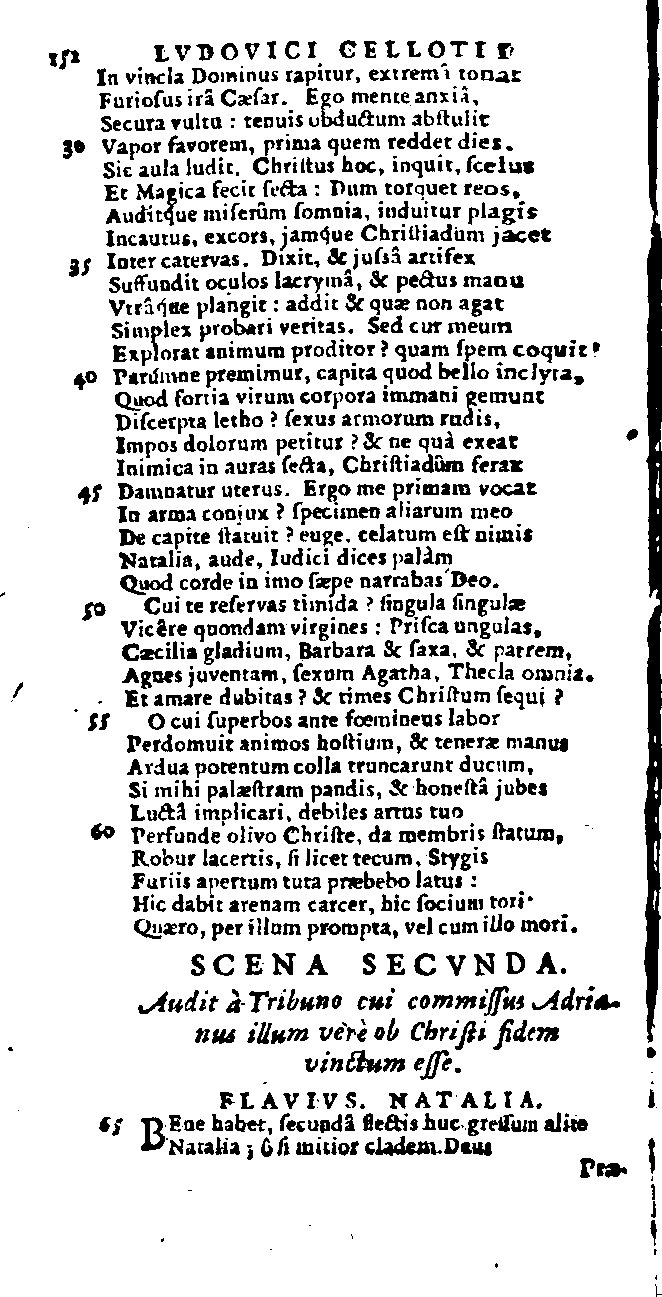 152 LVDOVICI CELLOTII
In vincla Dominus rapitur, extremâ tonat
Furioſus irâ Cæſar. Ego mente anxiâ,
Secura vultu : tenuis obductum abſtulit
30 Vapor favorem, prima quem reddet dies.
Sic aula ludit. Chriſtus hoc, inquit, ſcelus
Et Magica fecit ſecta : Dum torquet reos,
Auditque miſerûm ſomnia, induitur plagis
Incautus, excors, jamque Chriſtiadum jacet
35 Inter catervas. Dixit, & juſsâ artifex
Suffundit oculos lacrymâ, & pectus manu
Vtrâque plangit : addit & quæ non agat
Simplex probari veritas. Sed cur meum
Explorat animum proditor ? quam ſpem coquit ?
40 Parúmne premimur, capita quod bello inclyta,
Quod fortia virum corpora immani gemunt
Diſcerpta letho ? ſexus armorum rudis,
Impos dolorum petitur ? & ne quà exeat
Inimica in auras ſecta, Chriſtiadûm ferax
45 Damnatur uterus. Ergo me primam vocat
In arma conjux ? ſpecimen aliarum meo
De capite ſtatuit ? euge. celatum eſt nimis
Natalia, aude, Iudici dices palàm
Quod corde in imo ſæpe narrabas Deo.
50 Cui te reſervas timida ? ſingula ſingulæ
Vicêre quondam virgines : Priſca ungulas,
Cæcilia gladium, Barbara & ſaxa, & patrem,
Agnes juventam, ſexum Agatha, Thecla omnia.
Et amare dubitas ? & times Chriſtum ſequi ?
55 O cui ſuperbos ante fœmineus labor
Perdomuit animos hoſtium, & teneræ manus
Ardua potentum colla truncarunt ducum,
Si mihi palæſtram pandis, & honeſtâ jubes
Luctâ implicari, debiles artus tuo
60 Perfunde olivo Chriſte, da membris ſtatum,
Robur lacertis, ſi licet tecum, Stygis
Furiis apertum tuta præbebo latus :
Hic dabit arenam carcer, hic ſocium tori
Quæro, per illum prompta, vel cum illo mori.
SCENA SECVNDA.
Audit à Tribuno cui commiſſus Adria-
nus illum verè ob Chriſti fidem
vinctum eſſe.
FLAVIVS. NATALIA.
65 BEne habet, ſecundâ flectis huc greſſum alite
Natalia ; ô ſi mitior cladem Deus
Præ-